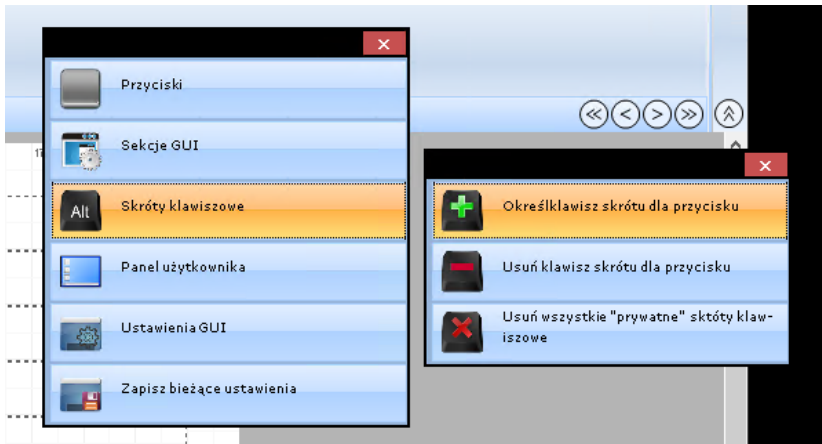 Przyciski
Sekcje GUI
Alt
Skróty klawiszowe
Panel użytkownika
Ustawienia GUI
Zapisz bieżące ustawienia
Określklawisz skrótu dla przycisku
Usuń klawisz skrótu dla przycisku
Usuń wszystkie "prywatne" sktóty klaw-
iszowe